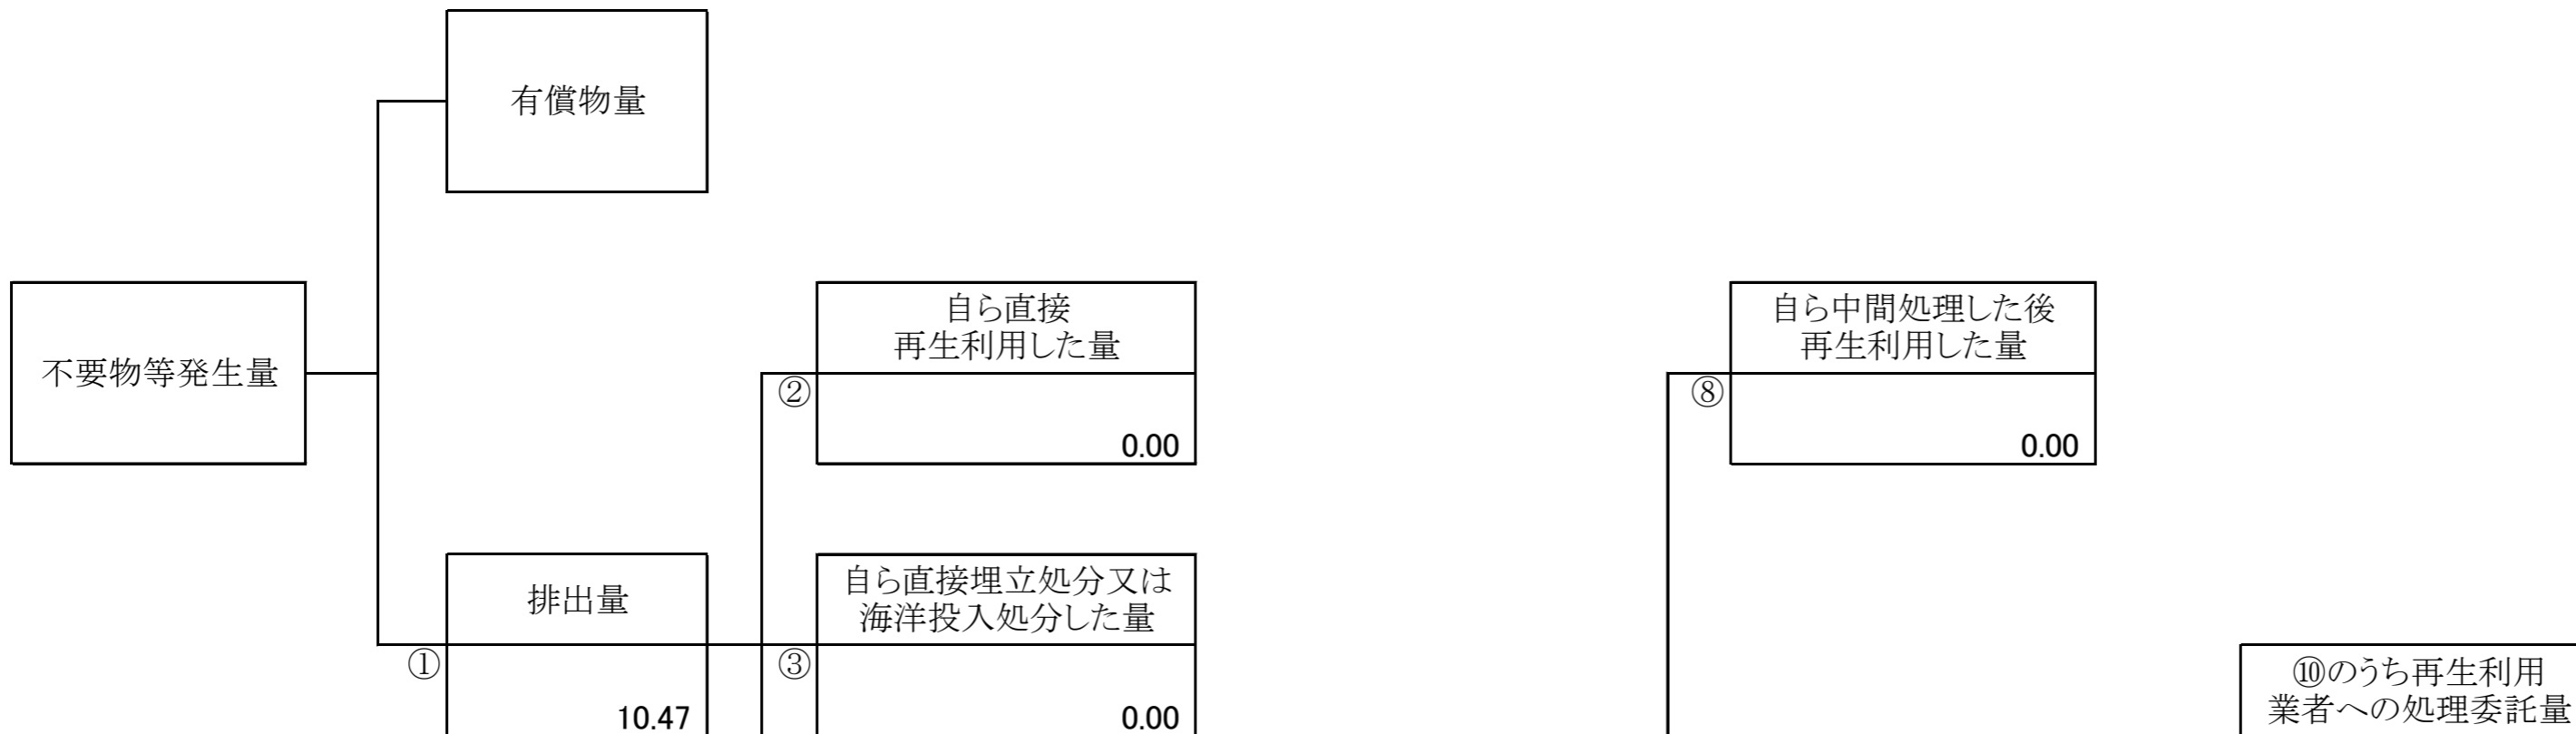 有償物量
不要物等発生量
自ら直接
再生利用した量
②
0.00
自ら中間処理した後
再生利用した量
⑧
0.00
排出量
①
10.47
自ら直接埋立処分又は
海洋投入処分した量
③
0.00
⑩のうち再生利用
業者への処理委託量